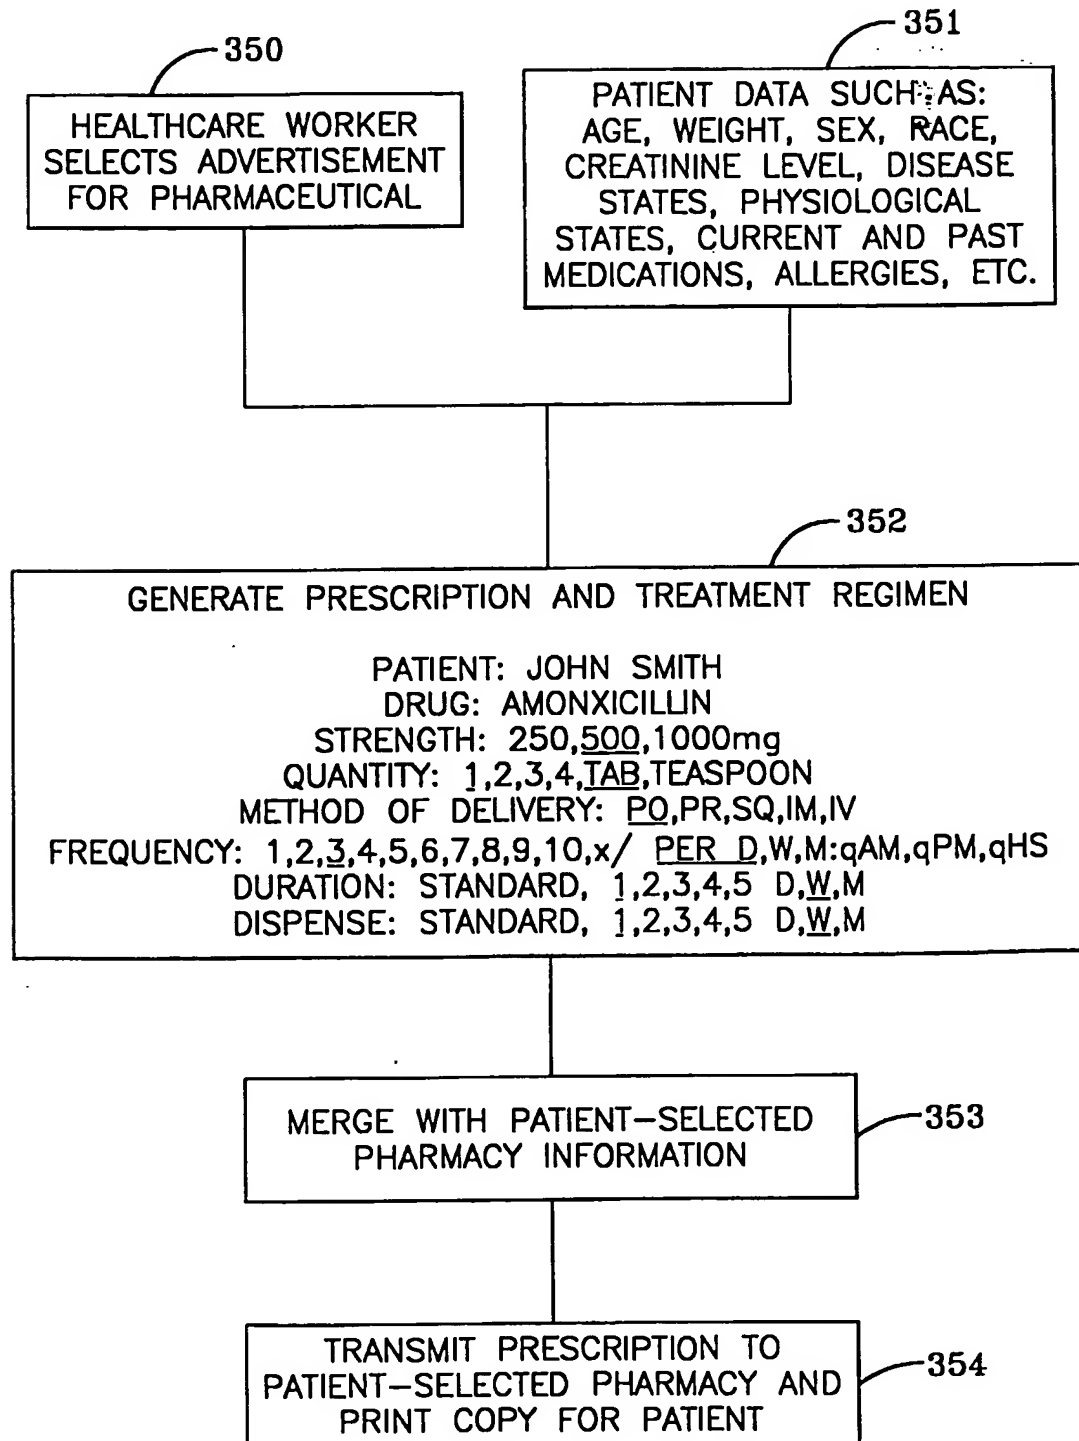 350
HEALTHCARE WORKER
SELECTS ADVERTISEMENT
FOR PHARMACEUTICAL
351
PATIENT DATA SUCH AS:
AGE, WEIGHT, SEX, RACE,
CREATININE LEVEL, DISEASE
STATES, PHYSIOLOGICAL
STATES, CURRENT AND PAST
MEDICATIONS, ALLERGIES, ETC.
352
GENERATE PRESCRIPTION AND TREATMENT REGIMEN
PATIENT: JOHN SMITH
DRUG: AMONXICILLIN
STRENGTH: 250,500,1000mg
QUANTITY: 1,2,3,4,TAB,TEASPOON
METHOD OF DELIVERY: PO,PR,SQ,IM,IV
FREQUENCY: 1,2,3,4,5,6,7,8,9,10,x/ PER D,W,M:qAM,qPM,qHS
DURATION: STANDARD, 1,2,3,4,5 D,W,M
DISPENSE: STANDARD, 1,2,3,4,5 D,W,M
MERGE WITH PATIENT-SELECTED
PHARMACY INFORMATION
353
TRANSMIT PRESCRIPTION TO
PATIENT-SELECTED PHARMACY AND
PRINT COPY FOR PATIENT
354